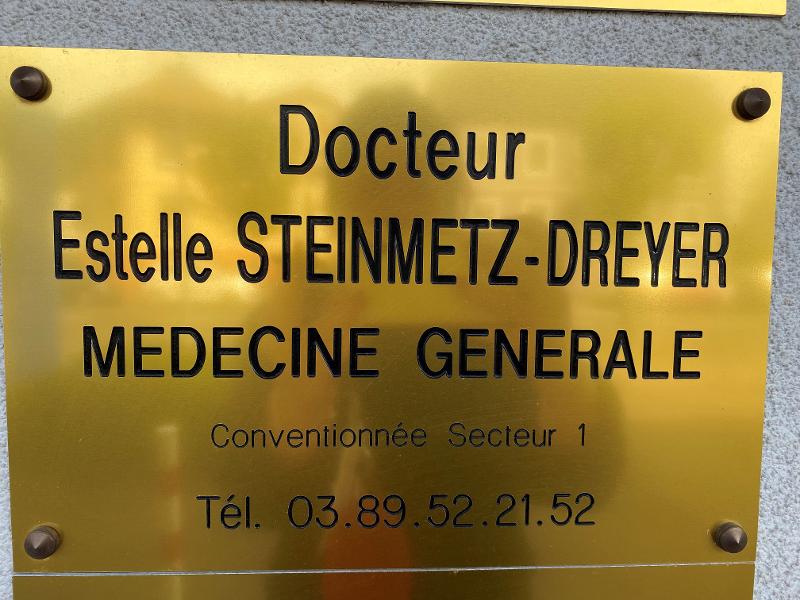 Docteur
Estelle STEINMETZ-DREYER
MEDECINE GENERALE
Conventionnée Secteur 1
Tél. 03.89.52.21.52